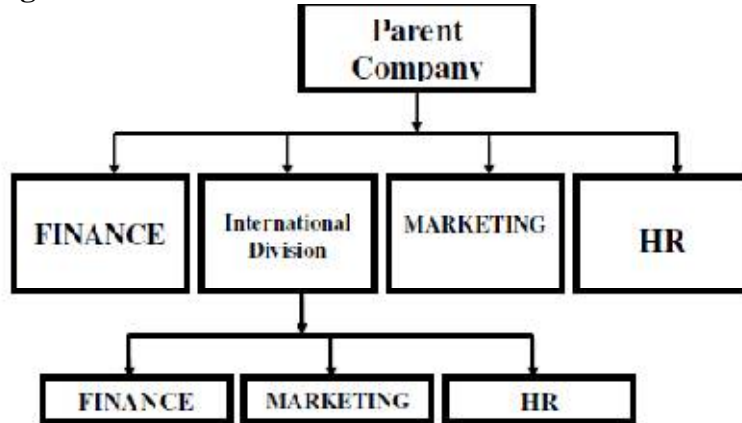 Parent
Company
FINANCE
International
Division
MARKETING
HR
FINANCE
MARKETING
HR